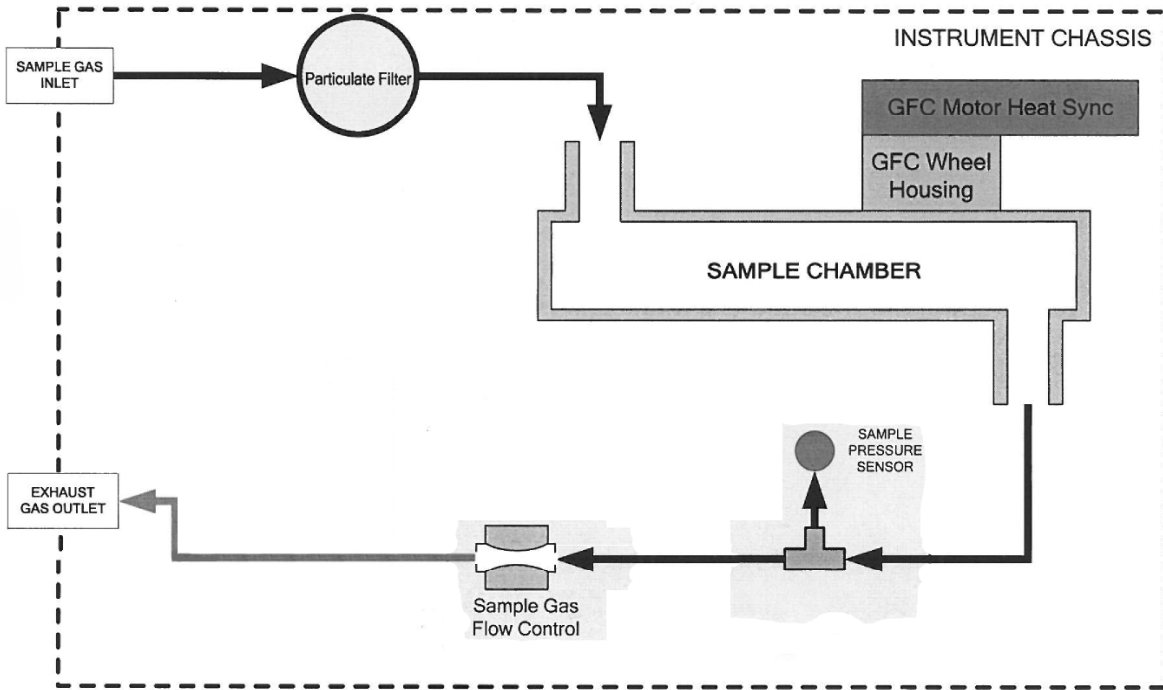 INSTRUMENT CHASSIS
SAMPLE GAS
INLET
Particulate Filter
GFC Motor Heat Sync
GFC Wheel
Housing
SAMPLE CHAMBER
SAMPLE
PRESSURE
SENSOR
EXHAUST
GAS OUTLET
Sample Gas
Flow Control